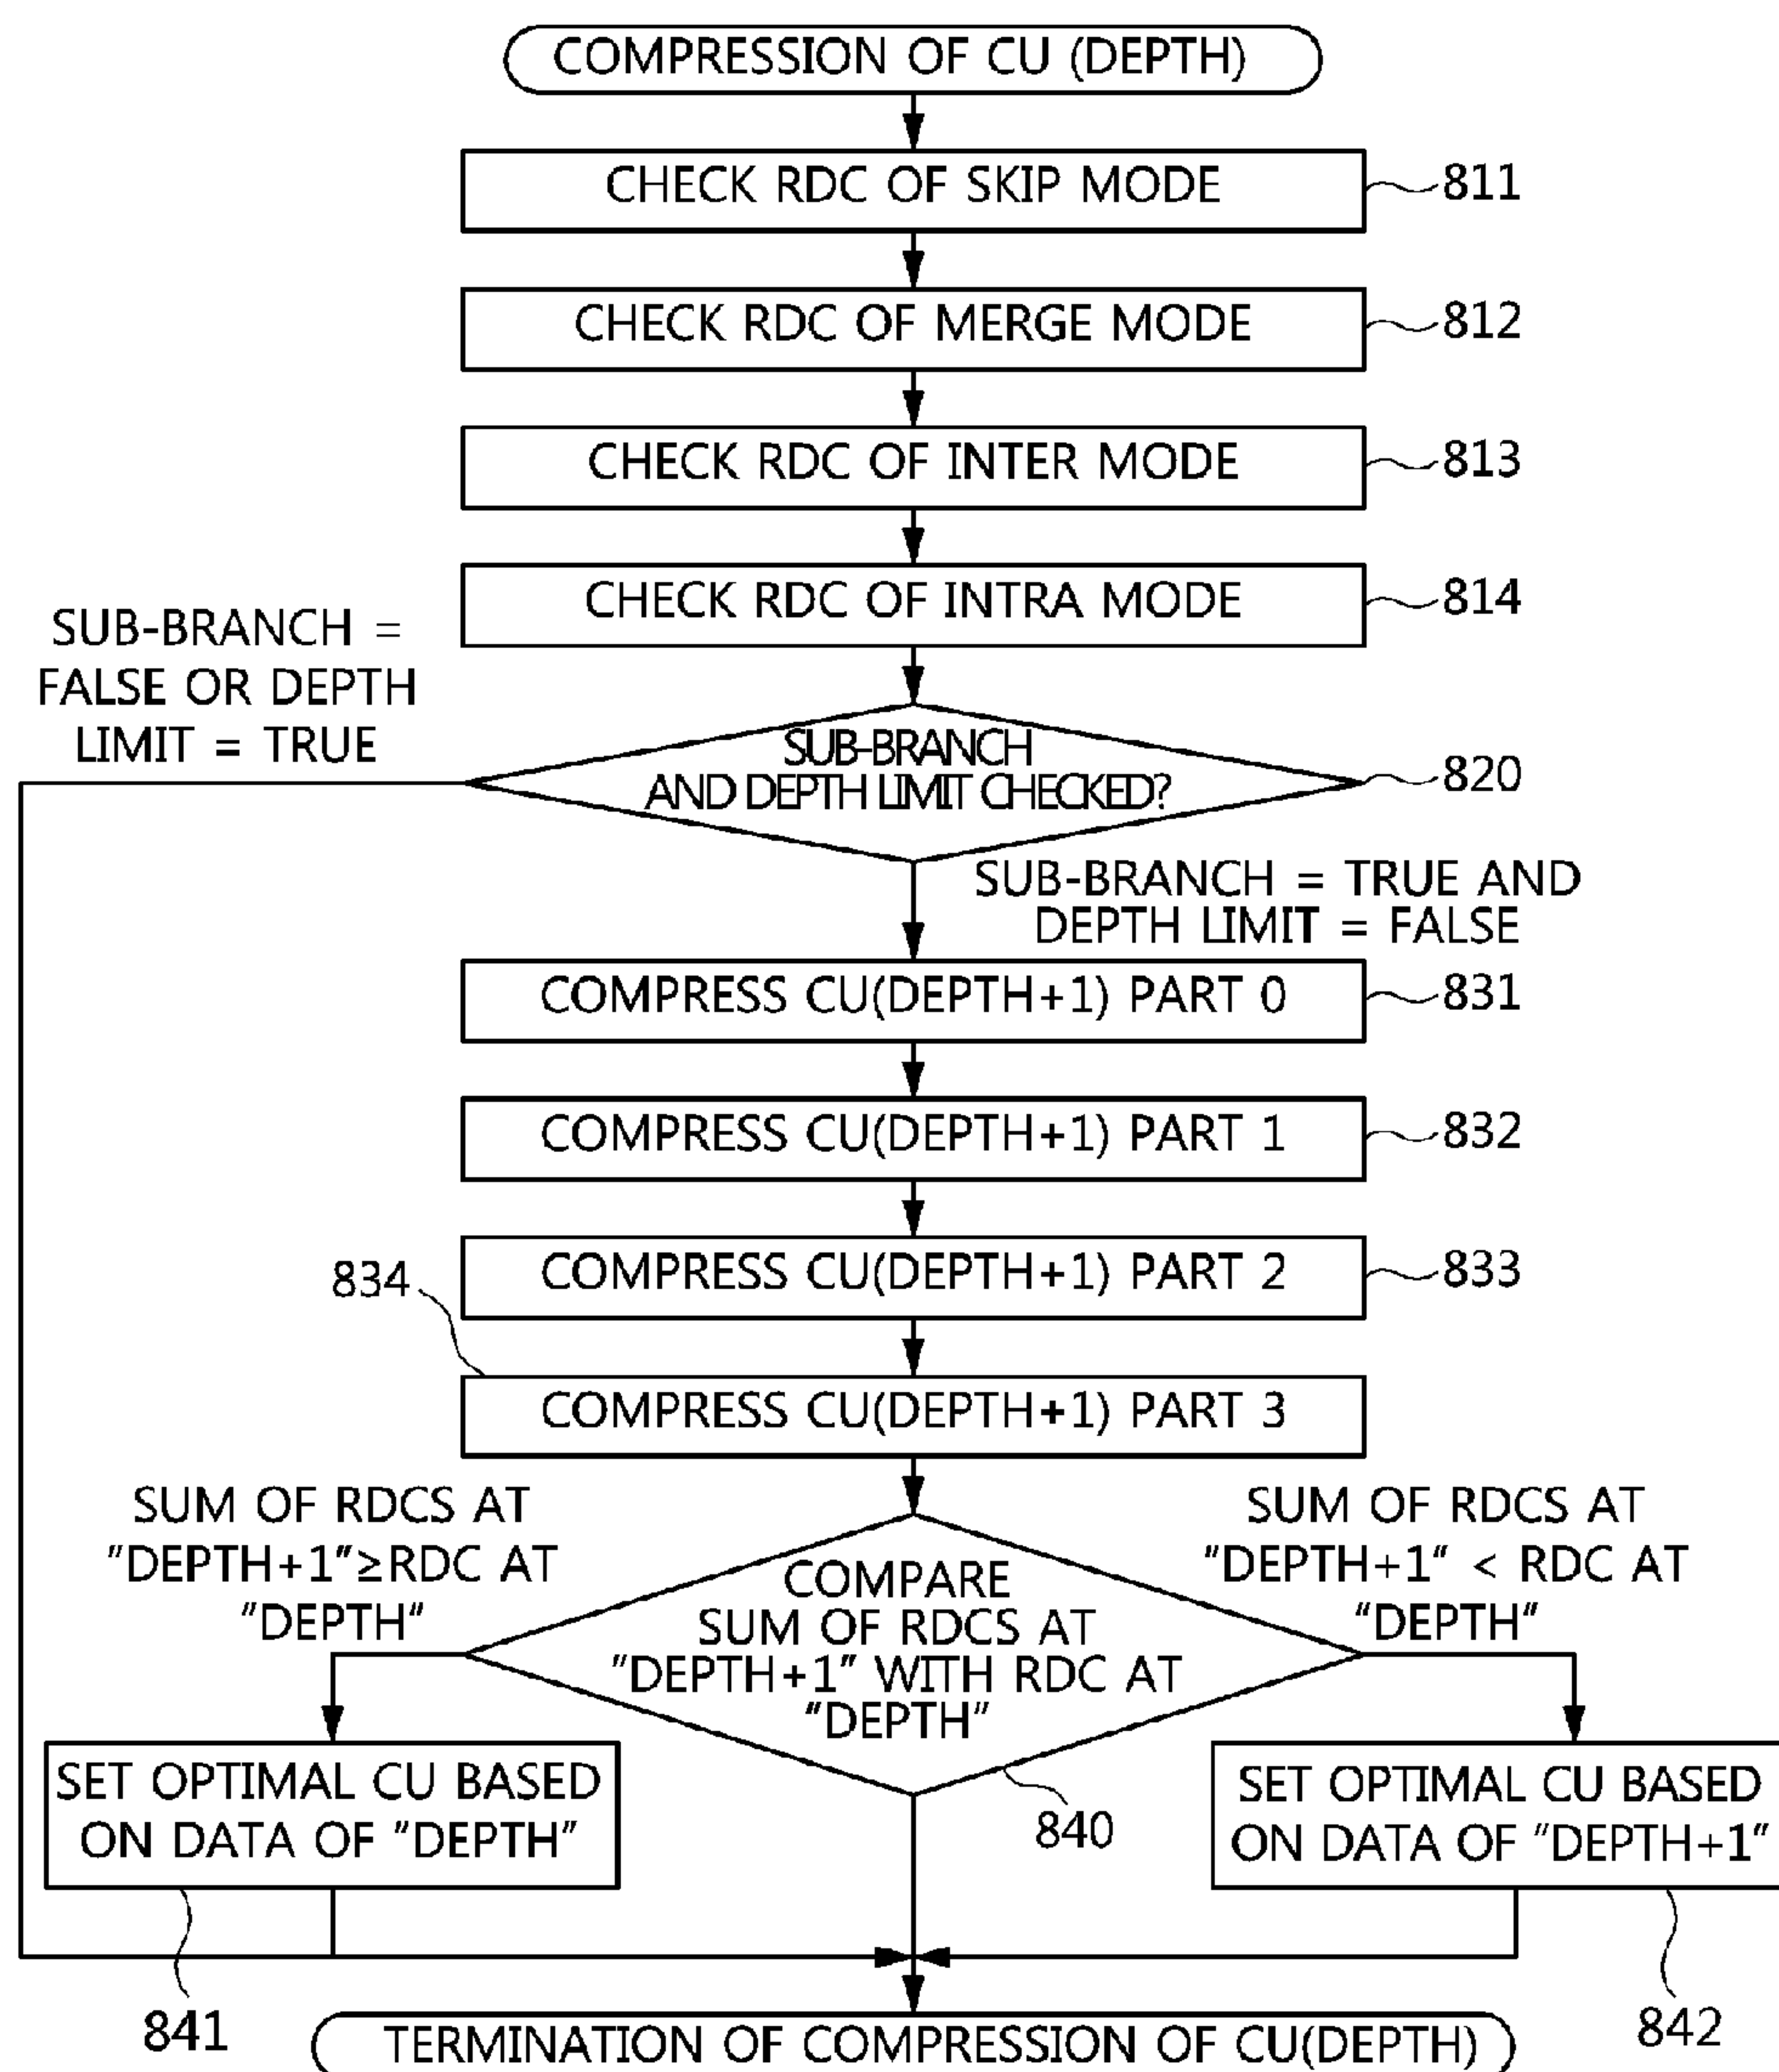 COMPRESSION OF CU (DEPTH)
CHECK RDC OF SKIP MODE
811
CHECK RDC OF MERGE MODE
812
CHECK RDC OF INTER MODE
813
CHECK RDC OF INTRA MODE
814
SUB-BRANCH =
FALSE OR DEPTH
LIMIT = TRUE
SUB-BRANCH
AND DEPTH LIMIT CHECKED?
820
SUB-BRANCH = TRUE AND
DEPTH LIMIT = FALSE
COMPRESS CU(DEPTH+1) PART 0
831
COMPRESS CU(DEPTH+1) PART 1
832
COMPRESS CU(DEPTH+1) PART 2
833
834
COMPRESS CU(DEPTH+1) PART 3
SUM OF RDCS AT
"DEPTH+1"≥RDC AT
"DEPTH"
COMPARE
SUM OF RDCS AT
"DEPTH+1" WITH RDC AT
"DEPTH"
SUM OF RDCS AT
"DEPTH+1" < RDC AT
"DEPTH"
840
SET OPTIMAL CU BASED
ON DATA OF "DEPTH"
841
SET OPTIMAL CU BASED
ON DATA OF "DEPTH+1"
842
TERMINATION OF COMPRESSION OF CU(DEPTH)